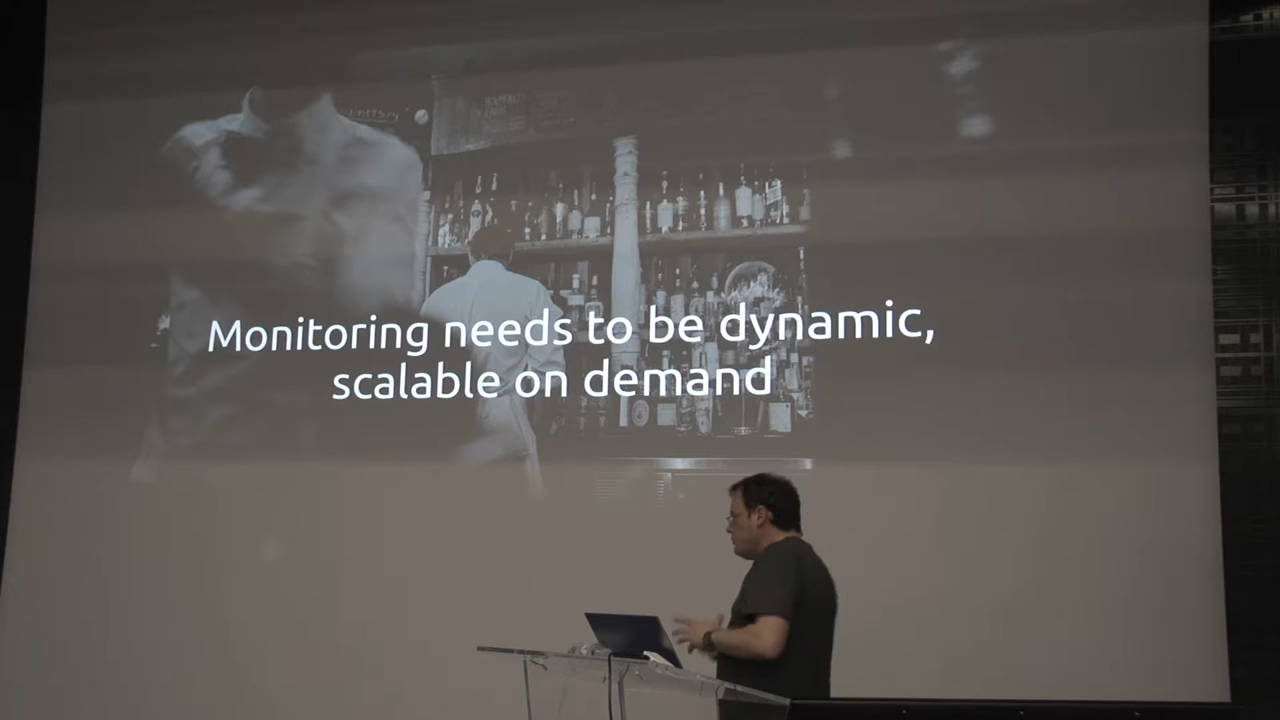 Monitoring needs to be dynamic,
scalable on demand